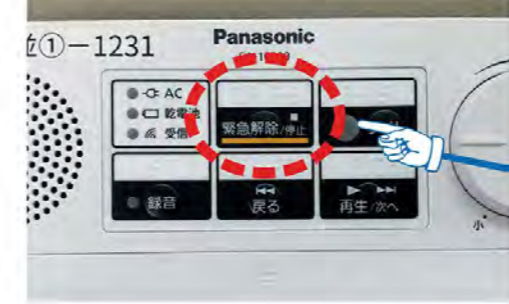 ①-1231
Panasonic
AC
乾電池
受信
緊急解除/停止
録音
戻る
再生/次へ
小